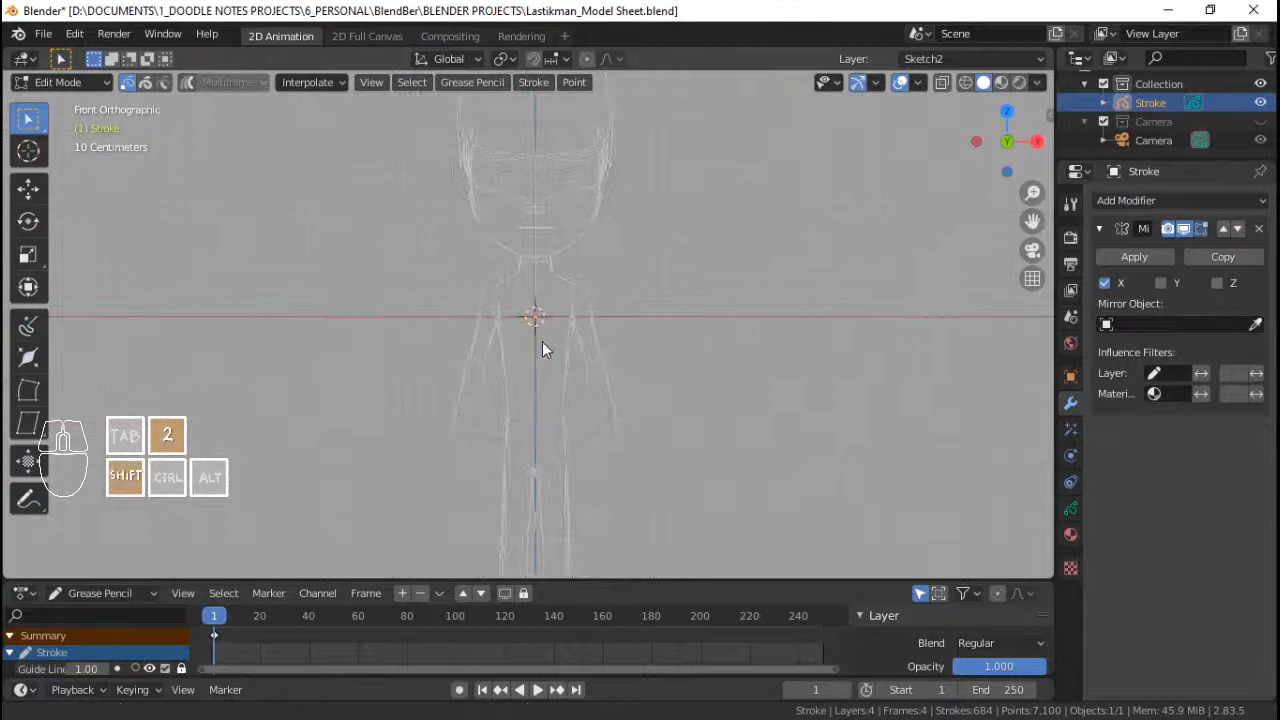 Blender* [D:\DOCUMENTS\1_DOODLE NOTES PROJECTS\6_PERSONAL\BlendBer\BLENDER PROJECTS\Lastikman_Model Sheet.blend]
File Edit Render Window Help 2D Animation 2D Full Canvas Compositing Rendering + Scene View Layer
Global Layer: Sketch2
Edit Mode Multiframe Interpolate View Select Grease Pencil Stroke Point
Collection
Stroke
Camera
Camera
Front Orthographic
(1) Stroke
10 Centimeters
Z
Y
X
Stroke
Add Modifier
Mi
Apply Copy
X Y Z
Mirror Object:
Influence Filters:
Layer:
Materi...
TAB 2
SHIFT CTRL ALT
Grease Pencil View Select Marker Channel Frame
1 20 40 60 80 100 120 140 160 180 200 220 240
Layer
Summary
Stroke
Blend Regular
Guide Line 1.00
Opacity 1.000
Playback Keying View Marker 1 Start 1 End 250
Stroke | Layers:4 | Frames:4 | Strokes:684 | Points:7,100 | Objects:1/1 | Mem: 45.9 MiB | 2.83.5